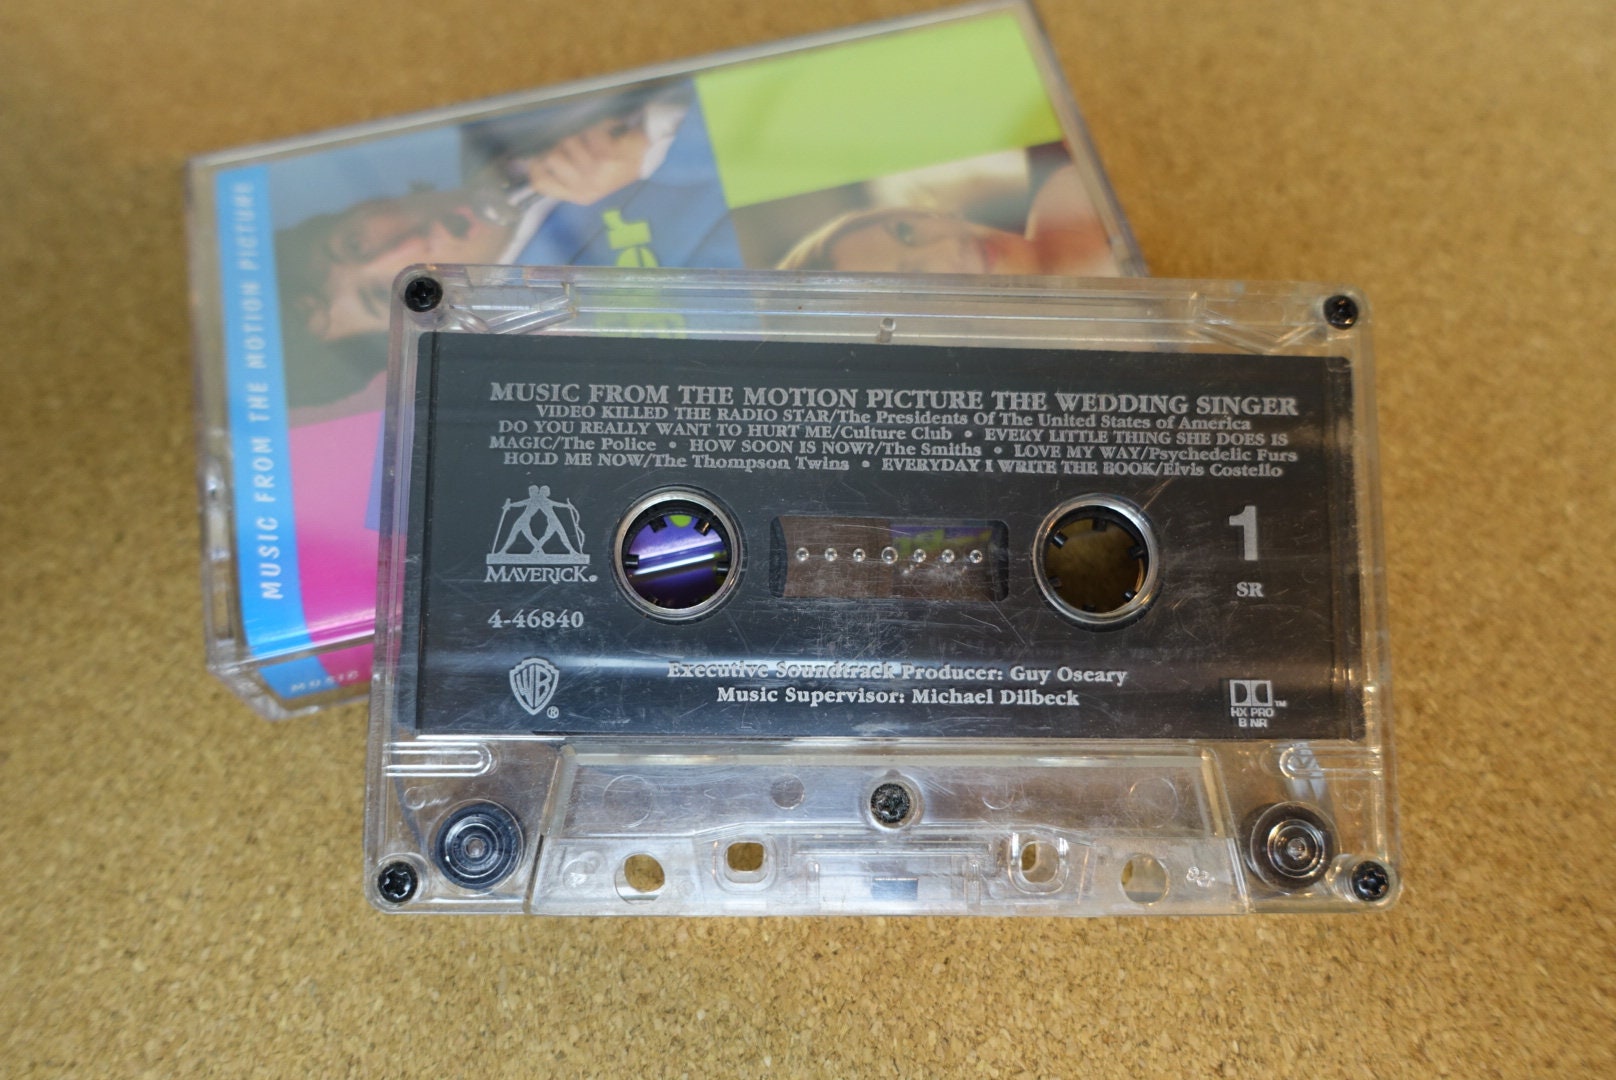 MUSIC FROM THE MOTION PICTURE
MUSIC
er
MUSIC FROM THE MOTION PICTURE THE WEDDING SINGER
VIDEO KILLED THE RADIO STAR/The Presidents Of The United States of America
DO YOU REALLY WANT TO HURT ME/Culture Club • EVERY LITTLE THING SHE DOES IS
MAGIC/The Police • HOW SOON IS NOW?/The Smiths • LOVE MY WAY/Psychedelic Furs
HOLD ME NOW/The Thompson Twins • EVERYDAY I WRITE THE BOOK/Elvis Costello
MAVERICK.
4-46840
1
SR
Executive Soundtrack Producer: Guy Oseary
Music Supervisor: Michael Dilbeck
WB®
DD™
HX PRO
B NR